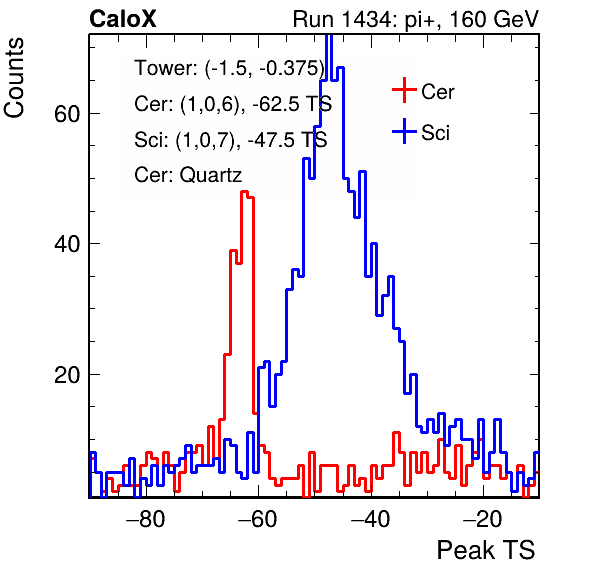 CaloX Run 1434: pi+, 160 GeV
Counts
Tower: (-1.5, -0.375)
Cer: (1,0,6), -62.5 TS
Sci: (1,0,7), -47.5 TS
Cer: Quartz
Cer
Sci
60
40
20
−80 −60 −40 −20
Peak TS